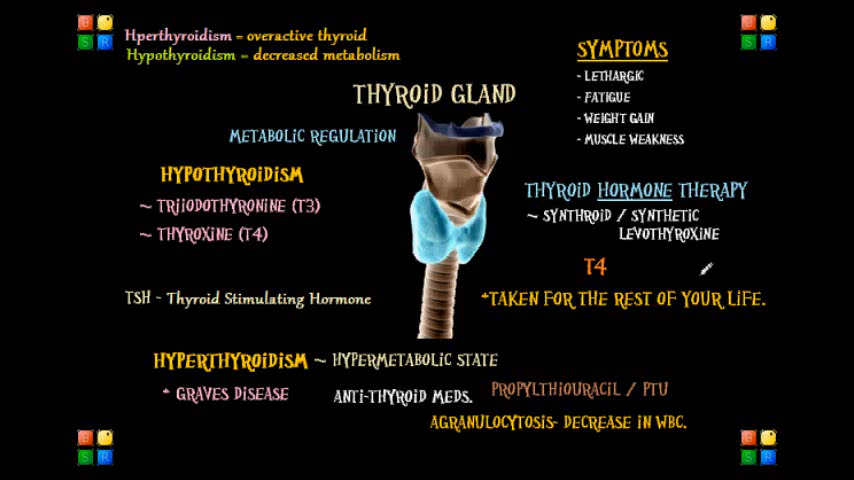 Hperthyroidism – overactive thyroid
Hypothyroidism – decreased metabolism
SYMPTOMS
- LETHARGIC
- FATIGUE
- WEIGHT GAIN
- MUSCLE WEAKNESS
THYROID GLAND
METABOLIC REGULATION
HYPOTHYROIDISM
~ TRIIODOTHYRONINE (T3)
~ THYROXINE (T4)
THYROID HORMONE THERAPY
~ SYNTHROID / SYNTHETIC
LEVOTHYROXINE
T4
*TAKEN FOR THE REST OF YOUR LIFE.
TSH - Thyroid Stimulating Hormone
HYPERTHYROIDISM ~ HYPERMETABOLIC STATE
* GRAVES DISEASE
ANTI-THYROID MEDS.
PROPYLTHIOURACIL / PTU
AGRANULOCYTOSIS- DECREASE IN WBC.
B
S R
B
S R
B
S R
B
S R